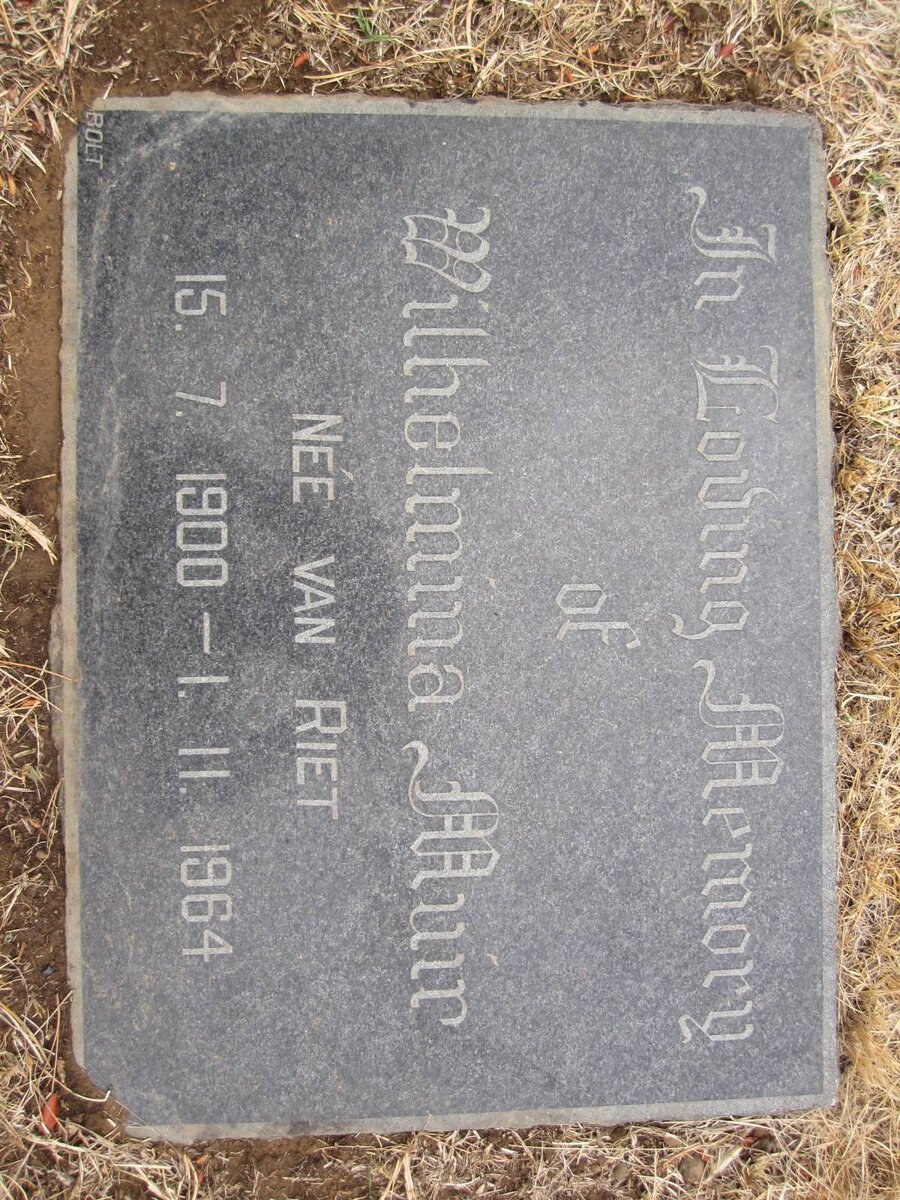 In Loving Memory
of
Wilhelmina Muir
NÉE VAN RIET
15. 7. 1900 – 1. 11. 1964
BOLT